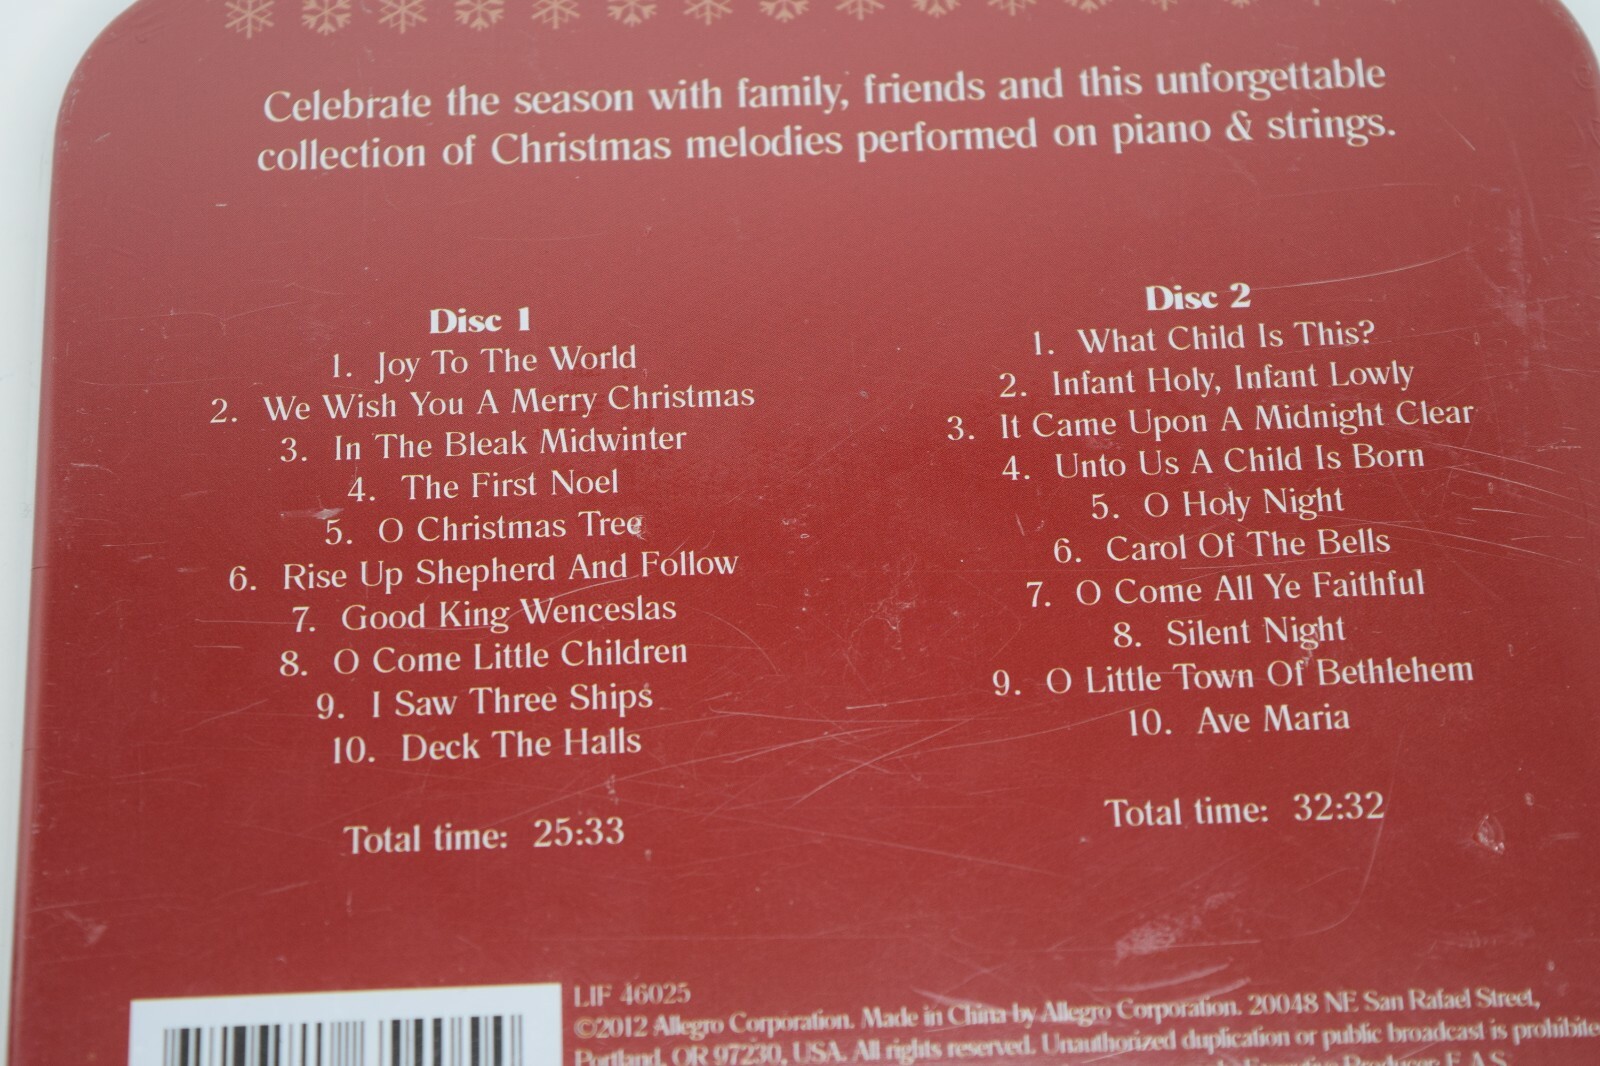 Celebrate the season with family, friends and this unforgettable
collection of Christmas melodies performed on piano & strings.
Disc 1
1. Joy To The World
2. We Wish You A Merry Christmas
3. In The Bleak Midwinter
4. The First Noel
5. O Christmas Tree
6. Rise Up Shepherd And Follow
7. Good King Wenceslas
8. O Come Little Children
9. I Saw Three Ships
10. Deck The Halls
Total time: 25:33
Disc 2
1. What Child Is This?
2. Infant Holy, Infant Lowly
3. It Came Upon A Midnight Clear
4. Unto Us A Child Is Born
5. O Holy Night
6. Carol Of The Bells
7. O Come All Ye Faithful
8. Silent Night
9. O Little Town Of Bethlehem
10. Ave Maria
Total time: 32:32
LIF 46025
©2012 Allegro Corporation. Made in China by Allegro Corporation. 20048 NE San Rafael Street,
Portland, OR 97230, USA. All rights reserved. Unauthorized duplication or public broadcast is prohibite
Executive Producer: F.A.S